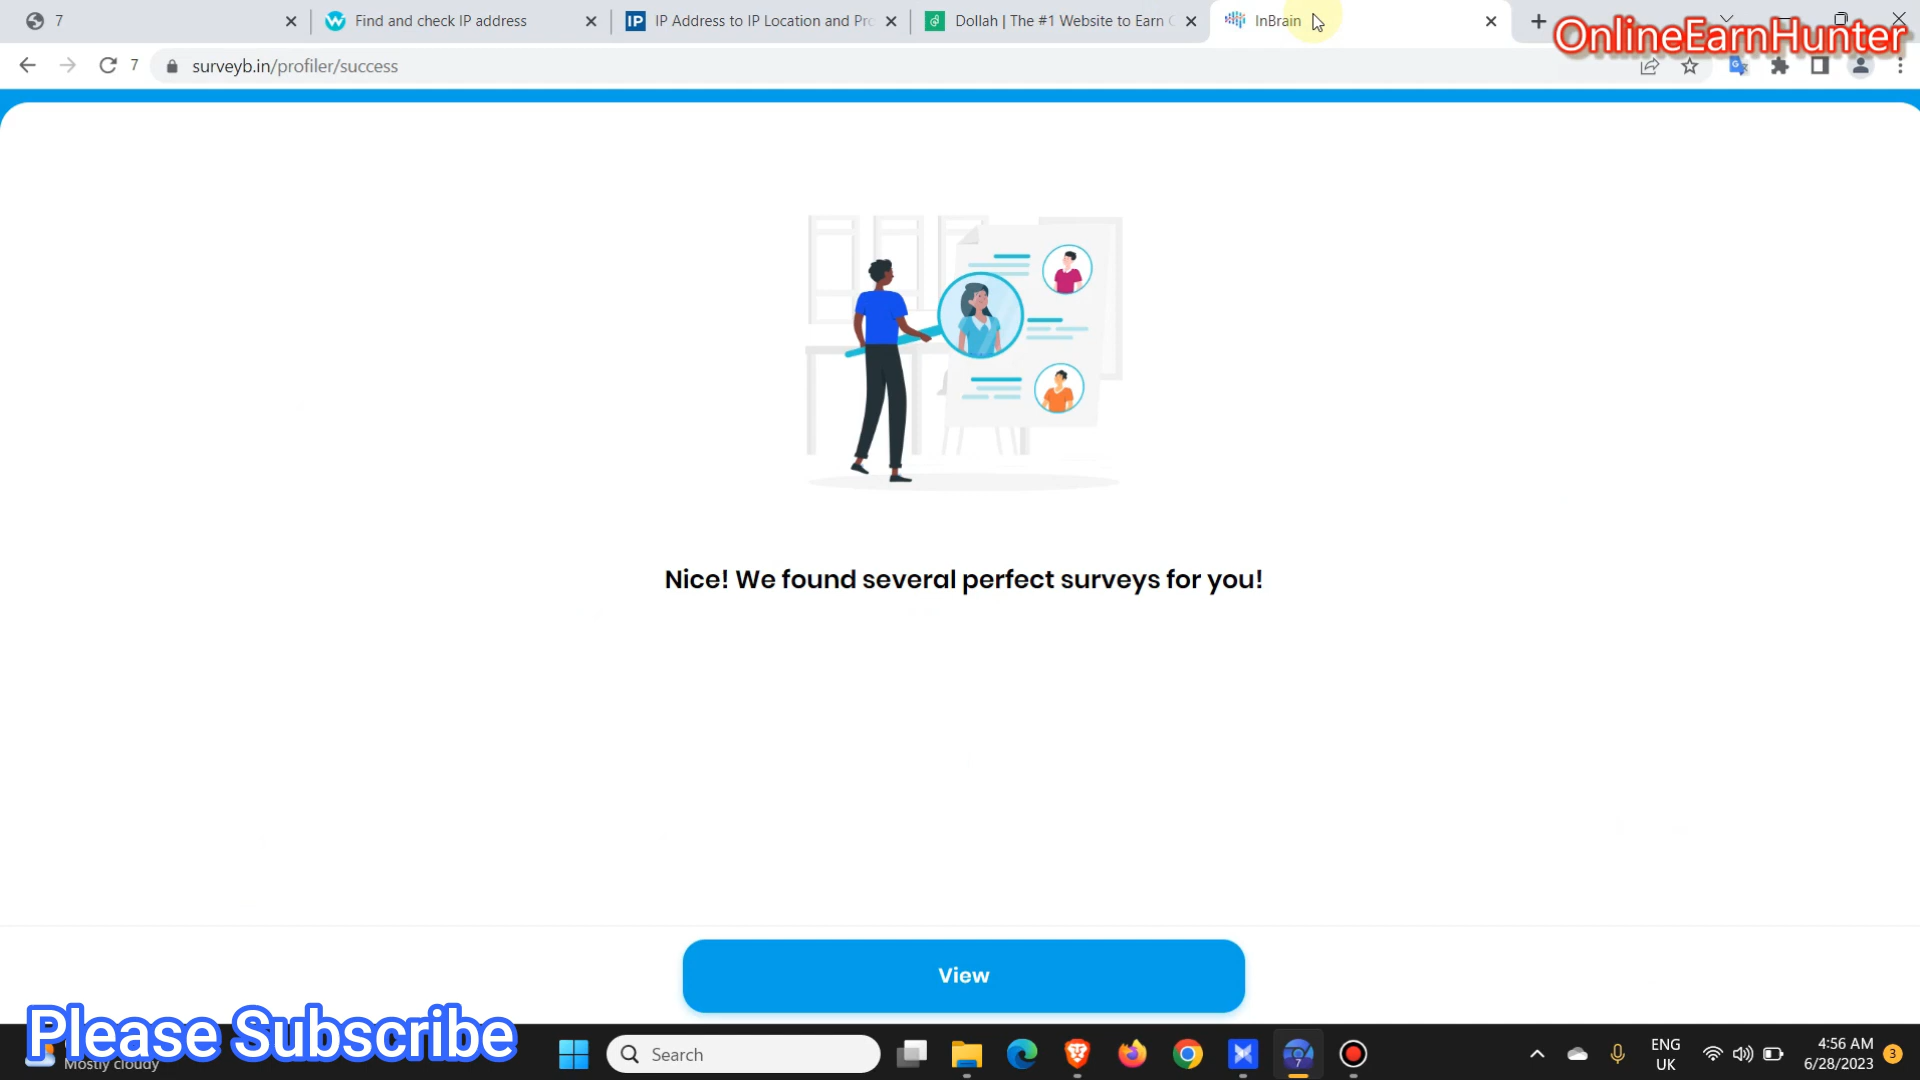 7
Find and check IP address
IP
IP Address to IP Location and Pro
Dollah | The #1 Website to Earn
InBrain
OnlineEarnHunter
7
surveyb.in/profiler/success
Nice! We found several perfect surveys for you!
View
Please Subscribe
Mostly cloudy
Search
7
ENG
UK
4:56 AM
6/28/2023
3